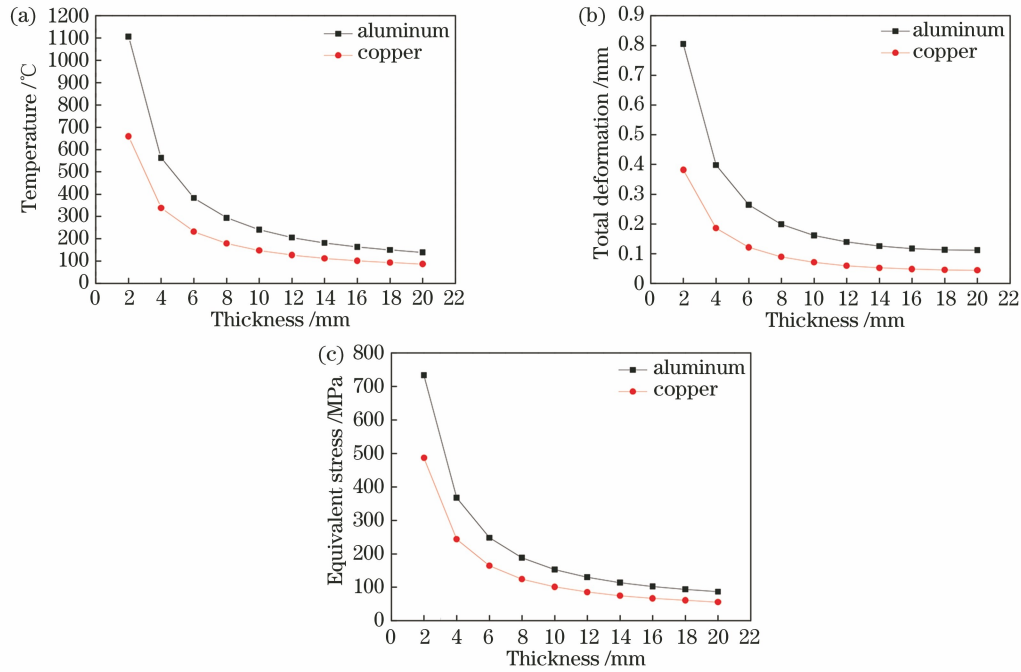 (a)
1200
1100
1000
900
800
700
600
500
400
300
200
100
0
Temperature /℃
aluminum
copper
0 2 4 6 8 10 12 14 16 18 20 22
Thickness /mm
(b)
0.9
0.8
0.7
0.6
0.5
0.4
0.3
0.2
0.1
0
Total deformation /mm
aluminum
copper
0 2 4 6 8 10 12 14 16 18 20 22
Thickness /mm
(c)
800
700
600
500
400
300
200
100
0
Equivalent stress /MPa
aluminum
copper
0 2 4 6 8 10 12 14 16 18 20 22
Thickness /mm